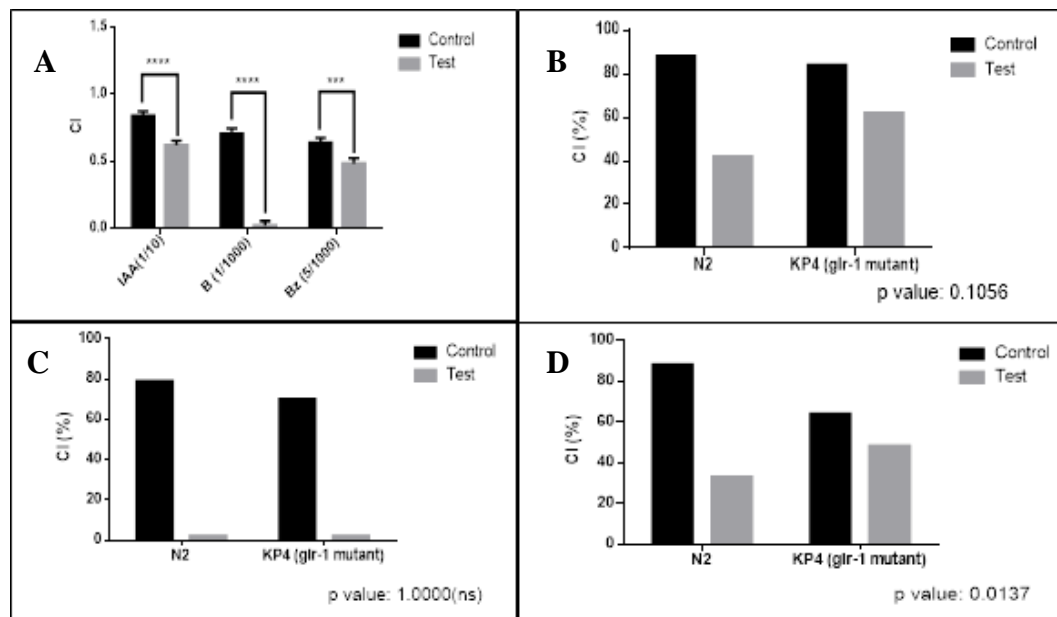 A
1.5
1.0
0.5
0.0
CI
****
****
***
Control
Test
IAA(1/10)
B (1/1000)
Bz (5/1000)
B
100
80
60
40
20
0
CI (%)
Control
Test
N2
KP4 (glr-1 mutant)
p value: 0.1056
C
100
80
60
40
20
0
CI (%)
Control
Test
N2
KP4 (glr-1 mutant)
p value: 1.0000(ns)
D
100
80
60
40
20
0
CI (%)
Control
Test
N2
KP4 (glr-1 mutant)
p value: 0.0137